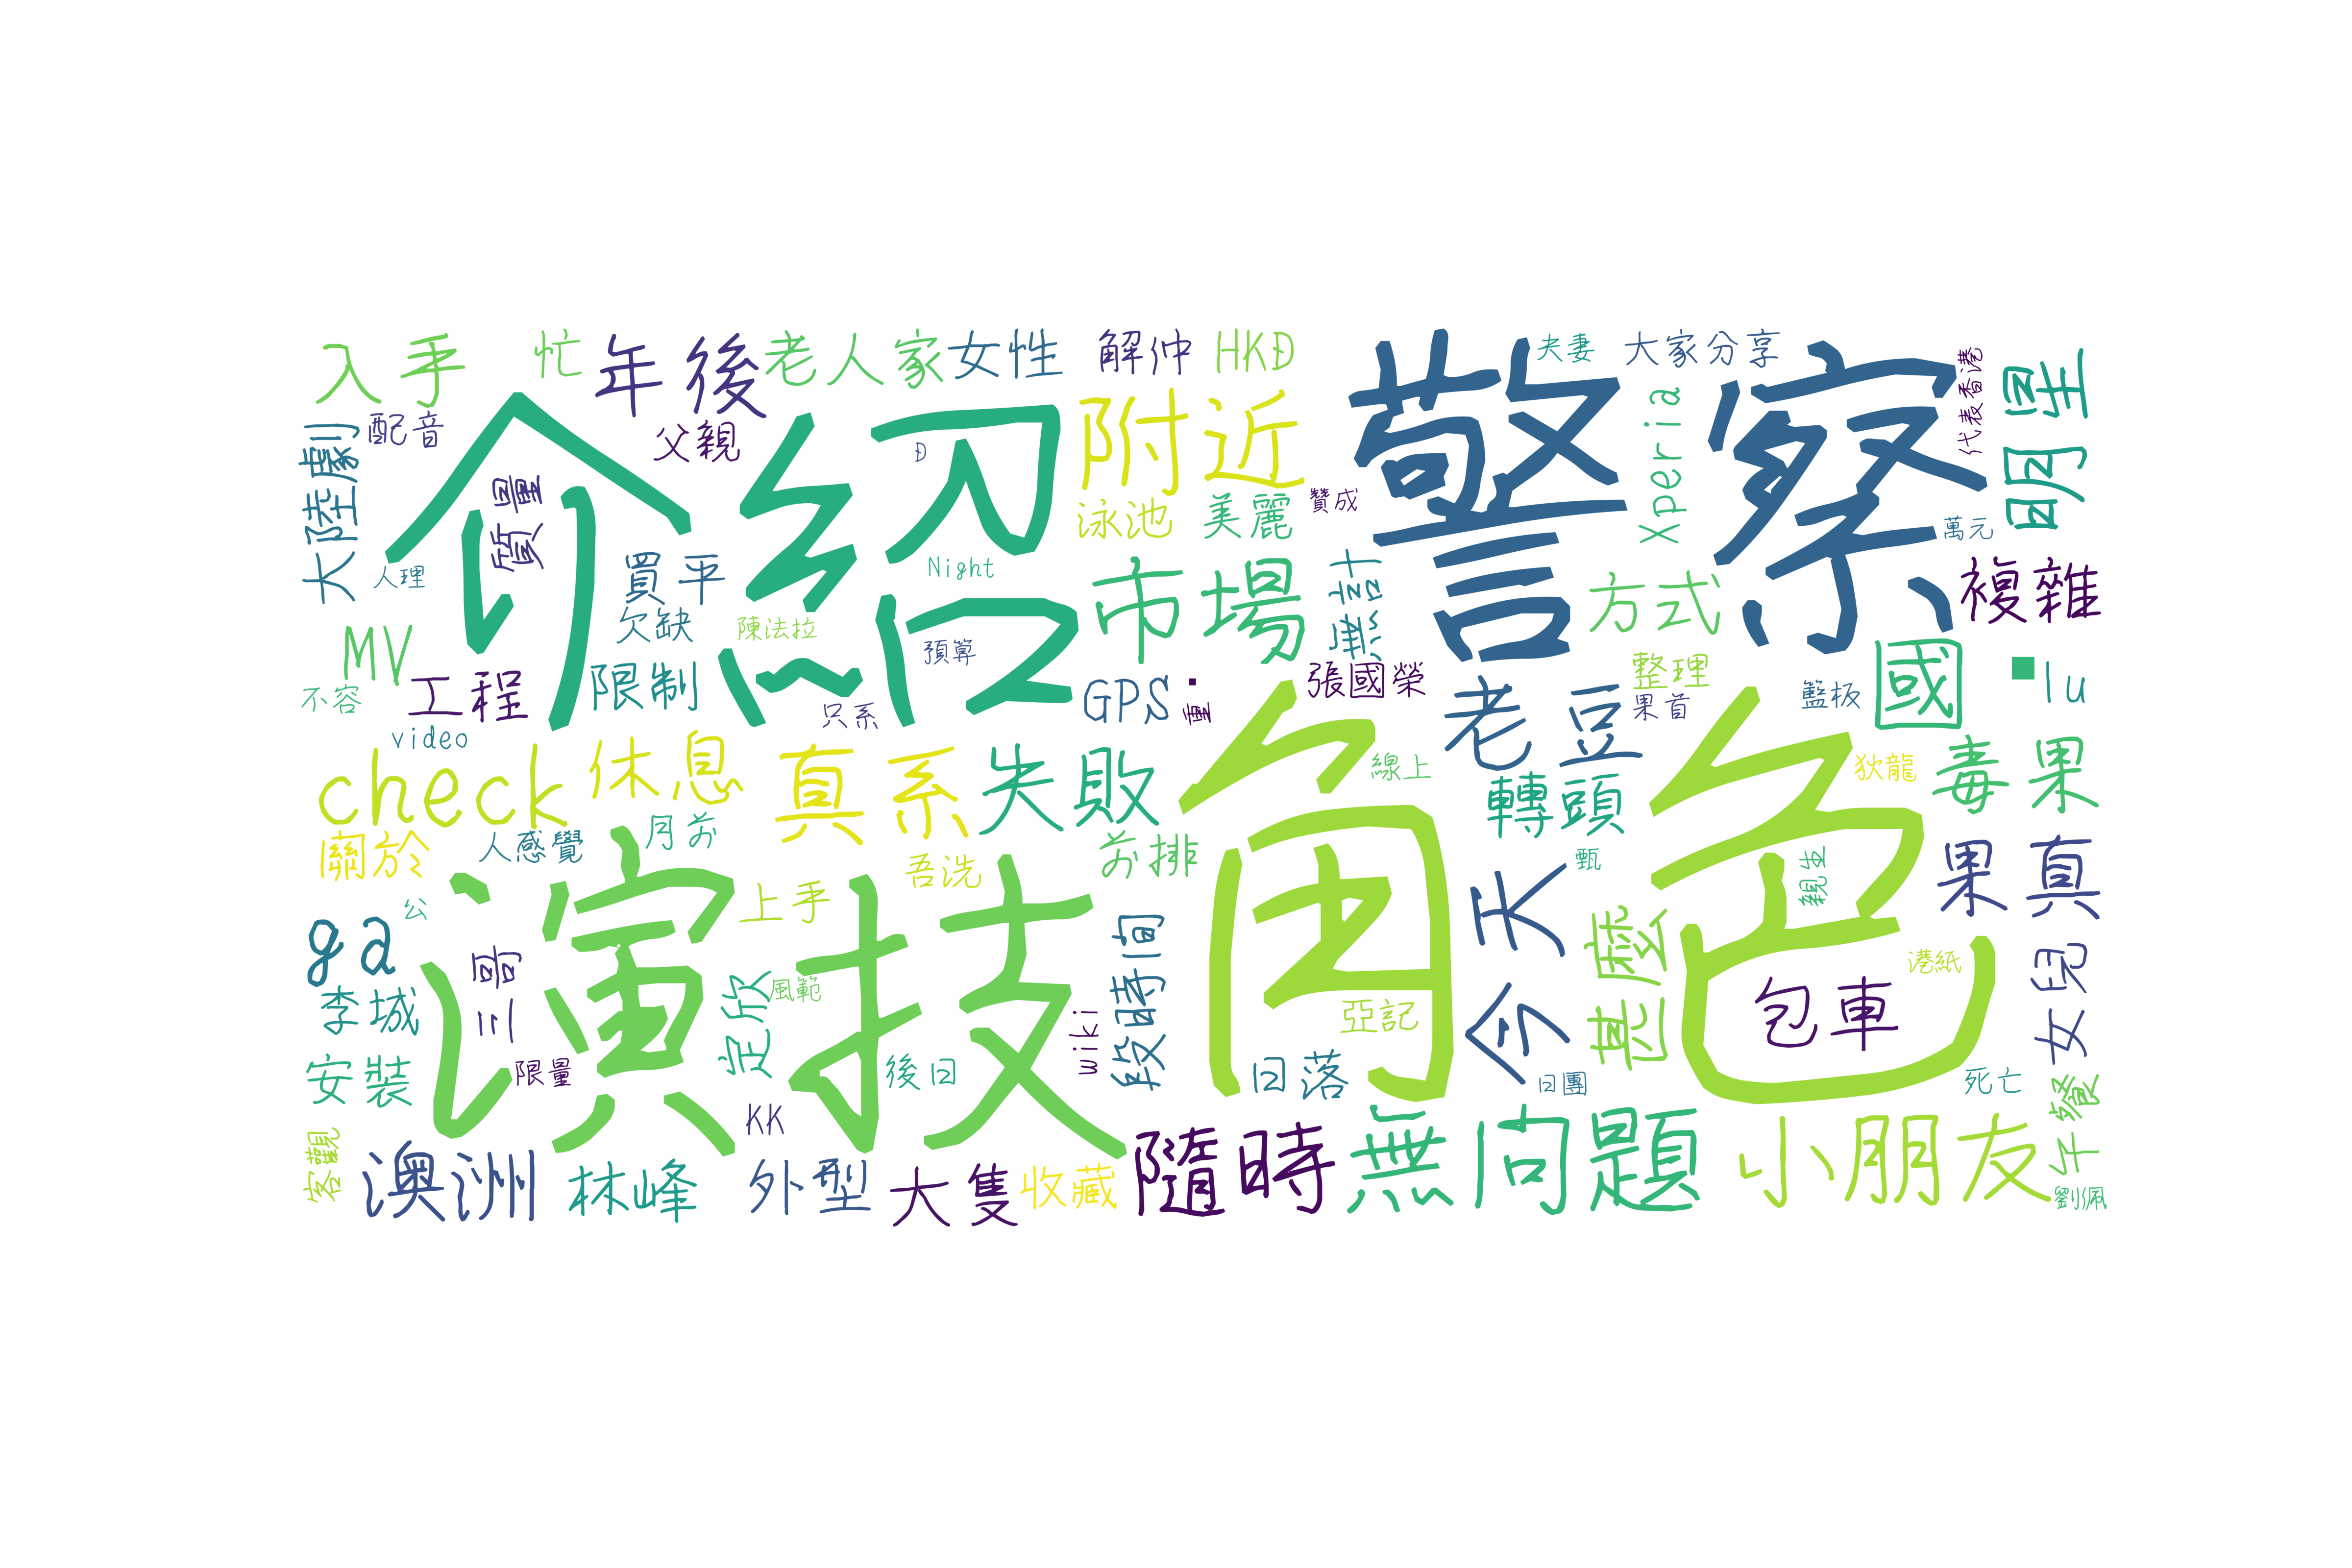 入手
忙
年後
老人家
女性
解沖
HKD
夫妻
大家分享
代表香港
明星
大陸劇
配音
父親
介紹
附近
警察
Xperia
質量
D
泳池
美麗
贊成
萬元
人理
買平
Night
市場
方式
複雜
欠缺
陳法拉
預算
MV
不容
工程
限制
只系
GPS
張國榮
老豆
整理
果首
籃板
國
lu
video
check
休息
真系
失敗
角色
線上
轉頭
狄龍
毒果
關於
人感覺
月前
吾洗
前排
甄
親生
果真
公
演技
上手
ga
三哥
定欣
風範
段時間
今天
港紙
女兒
李城
wiki
亞記
包車
安裝
限量
後日
日落
日團
死亡
午餐
KK
客觀
澳洲
林峰
外型
大隻
收藏
隨時
無問題
小朋友
劉佩